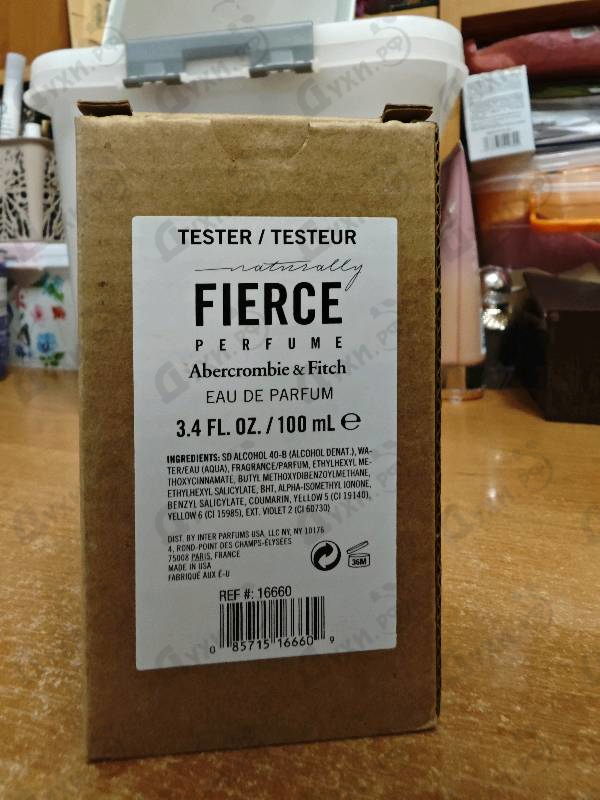 TESTER / TESTEUR
naturally
FIERCE
PERFUME
Abercrombie & Fitch
EAU DE PARFUM
3.4 FL. OZ. / 100 mL ℮
INGREDIENTS: SD ALCOHOL 40-B (ALCOHOL DENAT.), WA-
TER/EAU (AQUA), FRAGRANCE/PARFUM, ETHYLHEXYL ME-
THOXYCINNAMATE, BUTYL METHOXYDIBENZOYLMETHANE,
ETHYLHEXYL SALICYLATE, BHT, ALPHA-ISOMETHYL IONONE,
BENZYL SALICYLATE, COUMARIN, YELLOW 5 (CI 19140),
YELLOW 6 (CI 15985), EXT. VIOLET 2 (CI 60730)
DIST. BY INTER PARFUMS USA, LLC NY, NY 10176
4, ROND-POINT DES CHAMPS-ELYSÉES
75008 PARIS, FRANCE
MADE IN USA
FABRIQUÉ AUX É-U
36M
REF #: 16660
0 85715 16660 9
Духи.рф